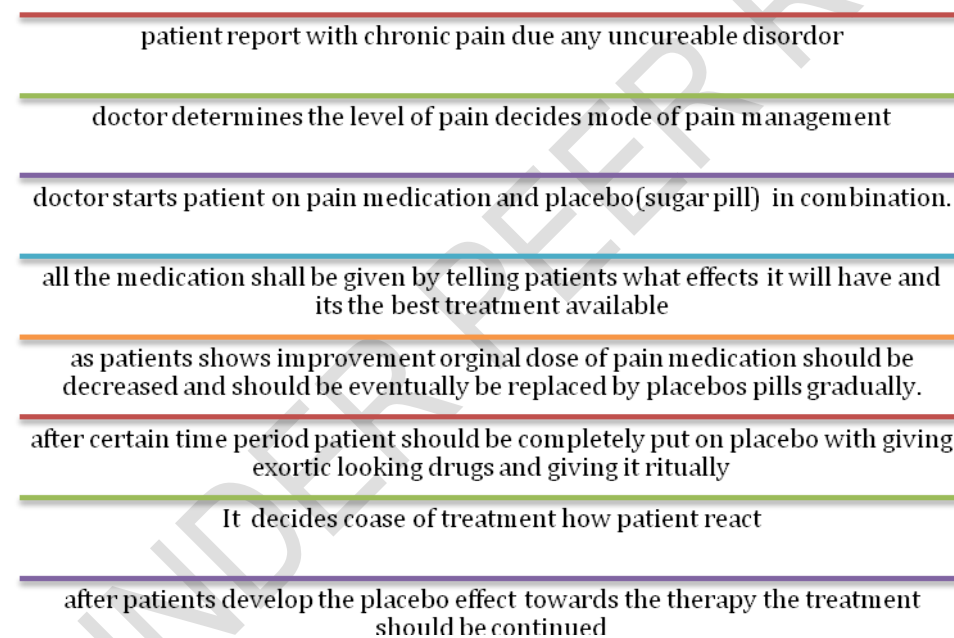 patient report with chronic pain due any uncureable disordor
doctor determines the level of pain decides mode of pain management
doctor starts patient on pain medication and placebo(sugar pill) in combination.
all the medication shall be given by telling patients what effects it will have and
its the best treatment available
as patients shows improvement orginal dose of pain medication should be
decreased and should be eventually be replaced by placebos pills gradually.
after certain time period patient should be completely put on placebo with giving
exortic looking drugs and giving it ritually
It decides coase of treatment how patient react
after patients develop the placebo effect towards the therapy the treatment
should be continued
UNDER PEER R